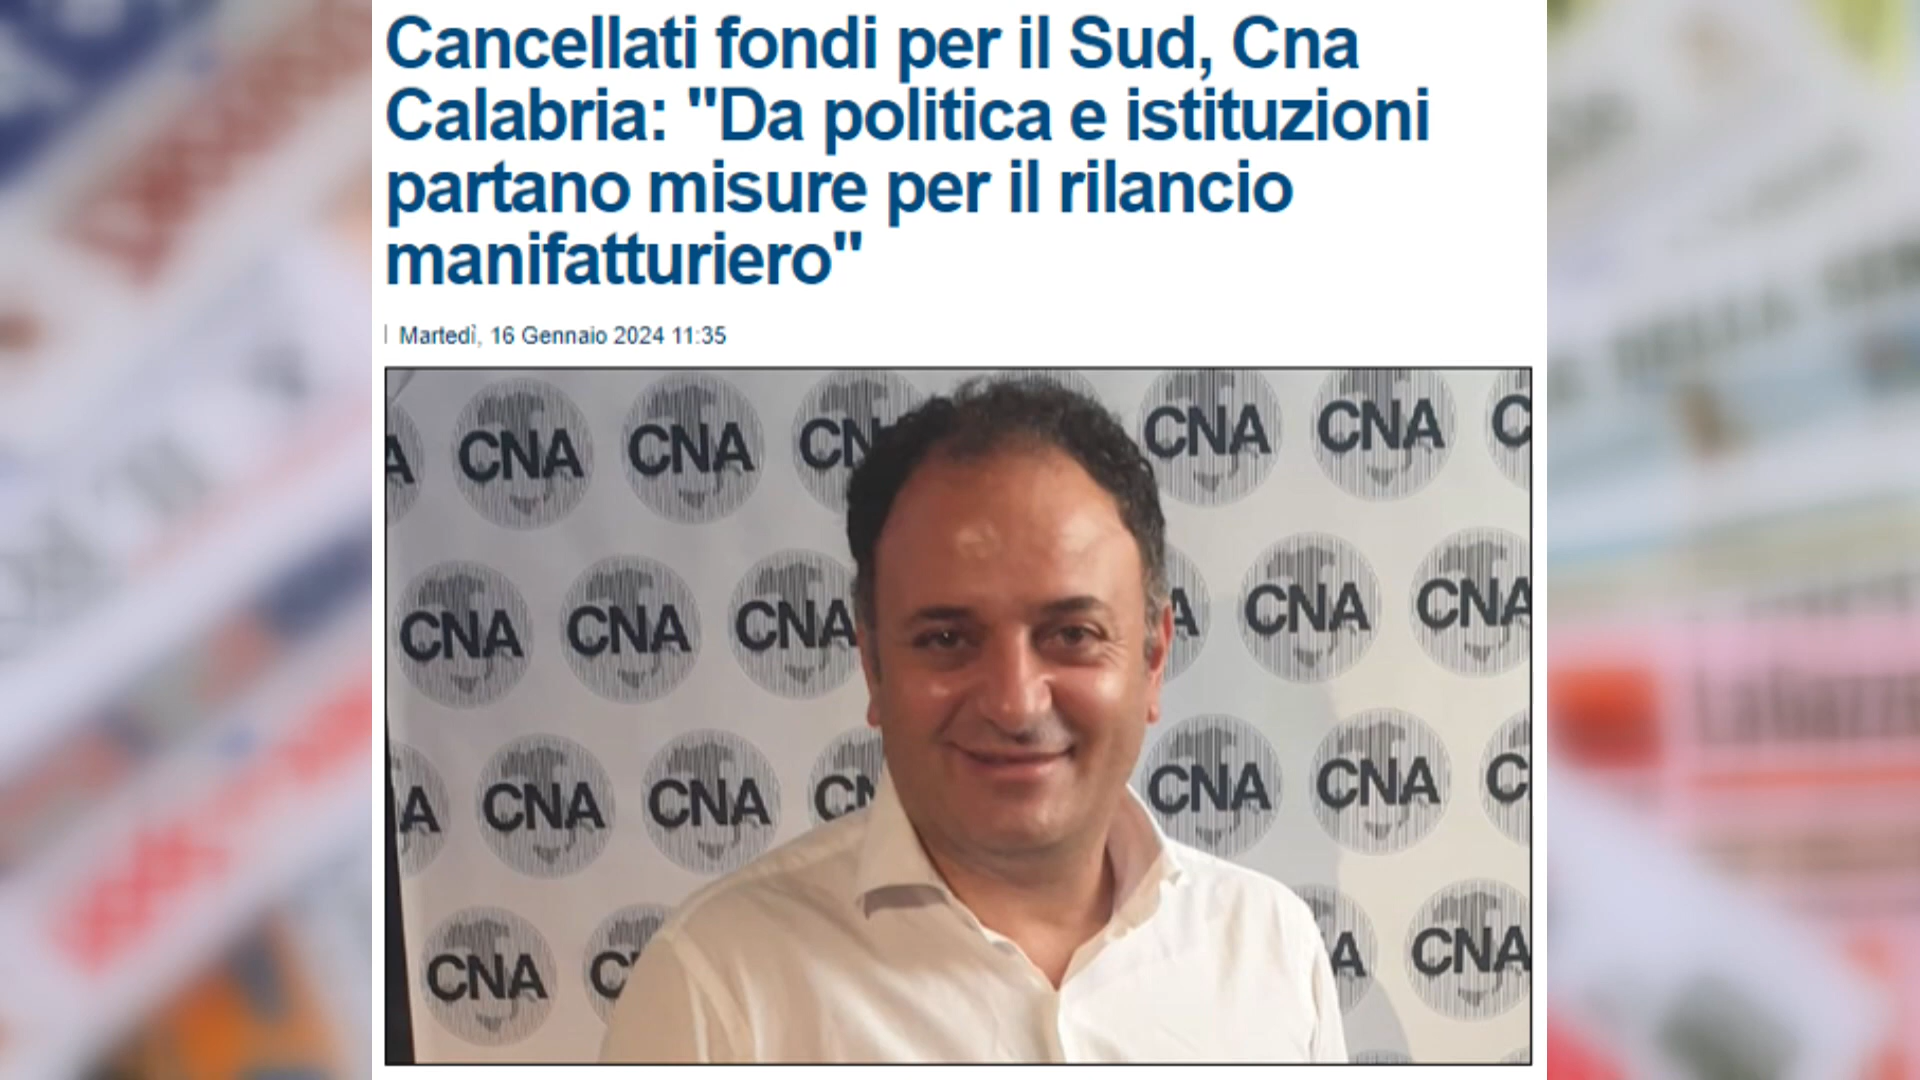 Cancellati fondi per il Sud, Cna
Calabria: "Da politica e istituzioni
partano misure per il rilancio
manifatturiero"
Martedì, 16 Gennaio 2024 11:35
CNA CNA CNA CNA
CNA CNA CNA CNA CNA
CNA CNA CNA CNA
CNA CNA